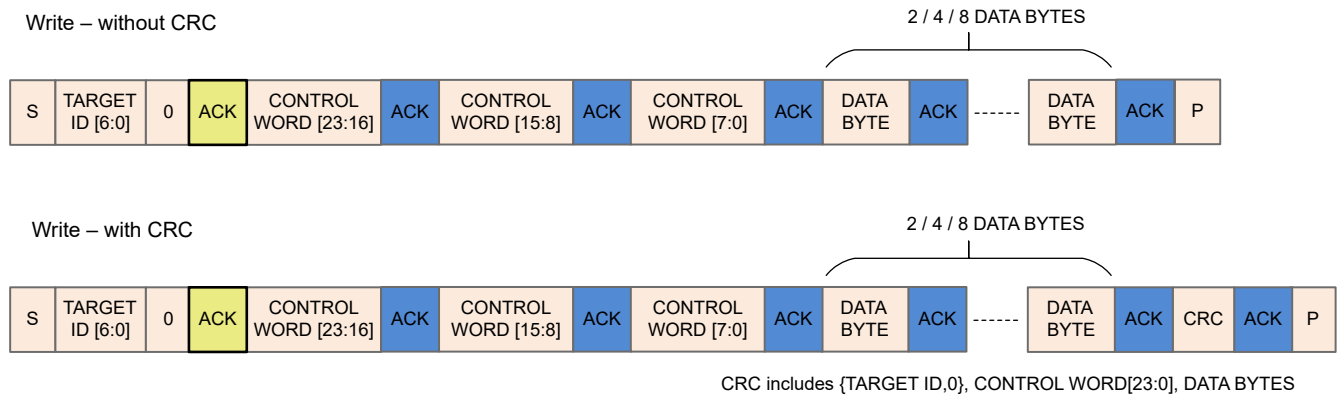 Write – without CRC
2 / 4 / 8 DATA BYTES
S
TARGET
ID [6:0]
0
ACK
CONTROL
WORD [23:16]
ACK
CONTROL
WORD [15:8]
ACK
CONTROL
WORD [7:0]
ACK
DATA
BYTE
ACK
DATA
BYTE
ACK
P
Write – with CRC
2 / 4 / 8 DATA BYTES
S
TARGET
ID [6:0]
0
ACK
CONTROL
WORD [23:16]
ACK
CONTROL
WORD [15:8]
ACK
CONTROL
WORD [7:0]
ACK
DATA
BYTE
ACK
DATA
BYTE
ACK
CRC
ACK
P
CRC includes {TARGET ID,0}, CONTROL WORD[23:0], DATA BYTES